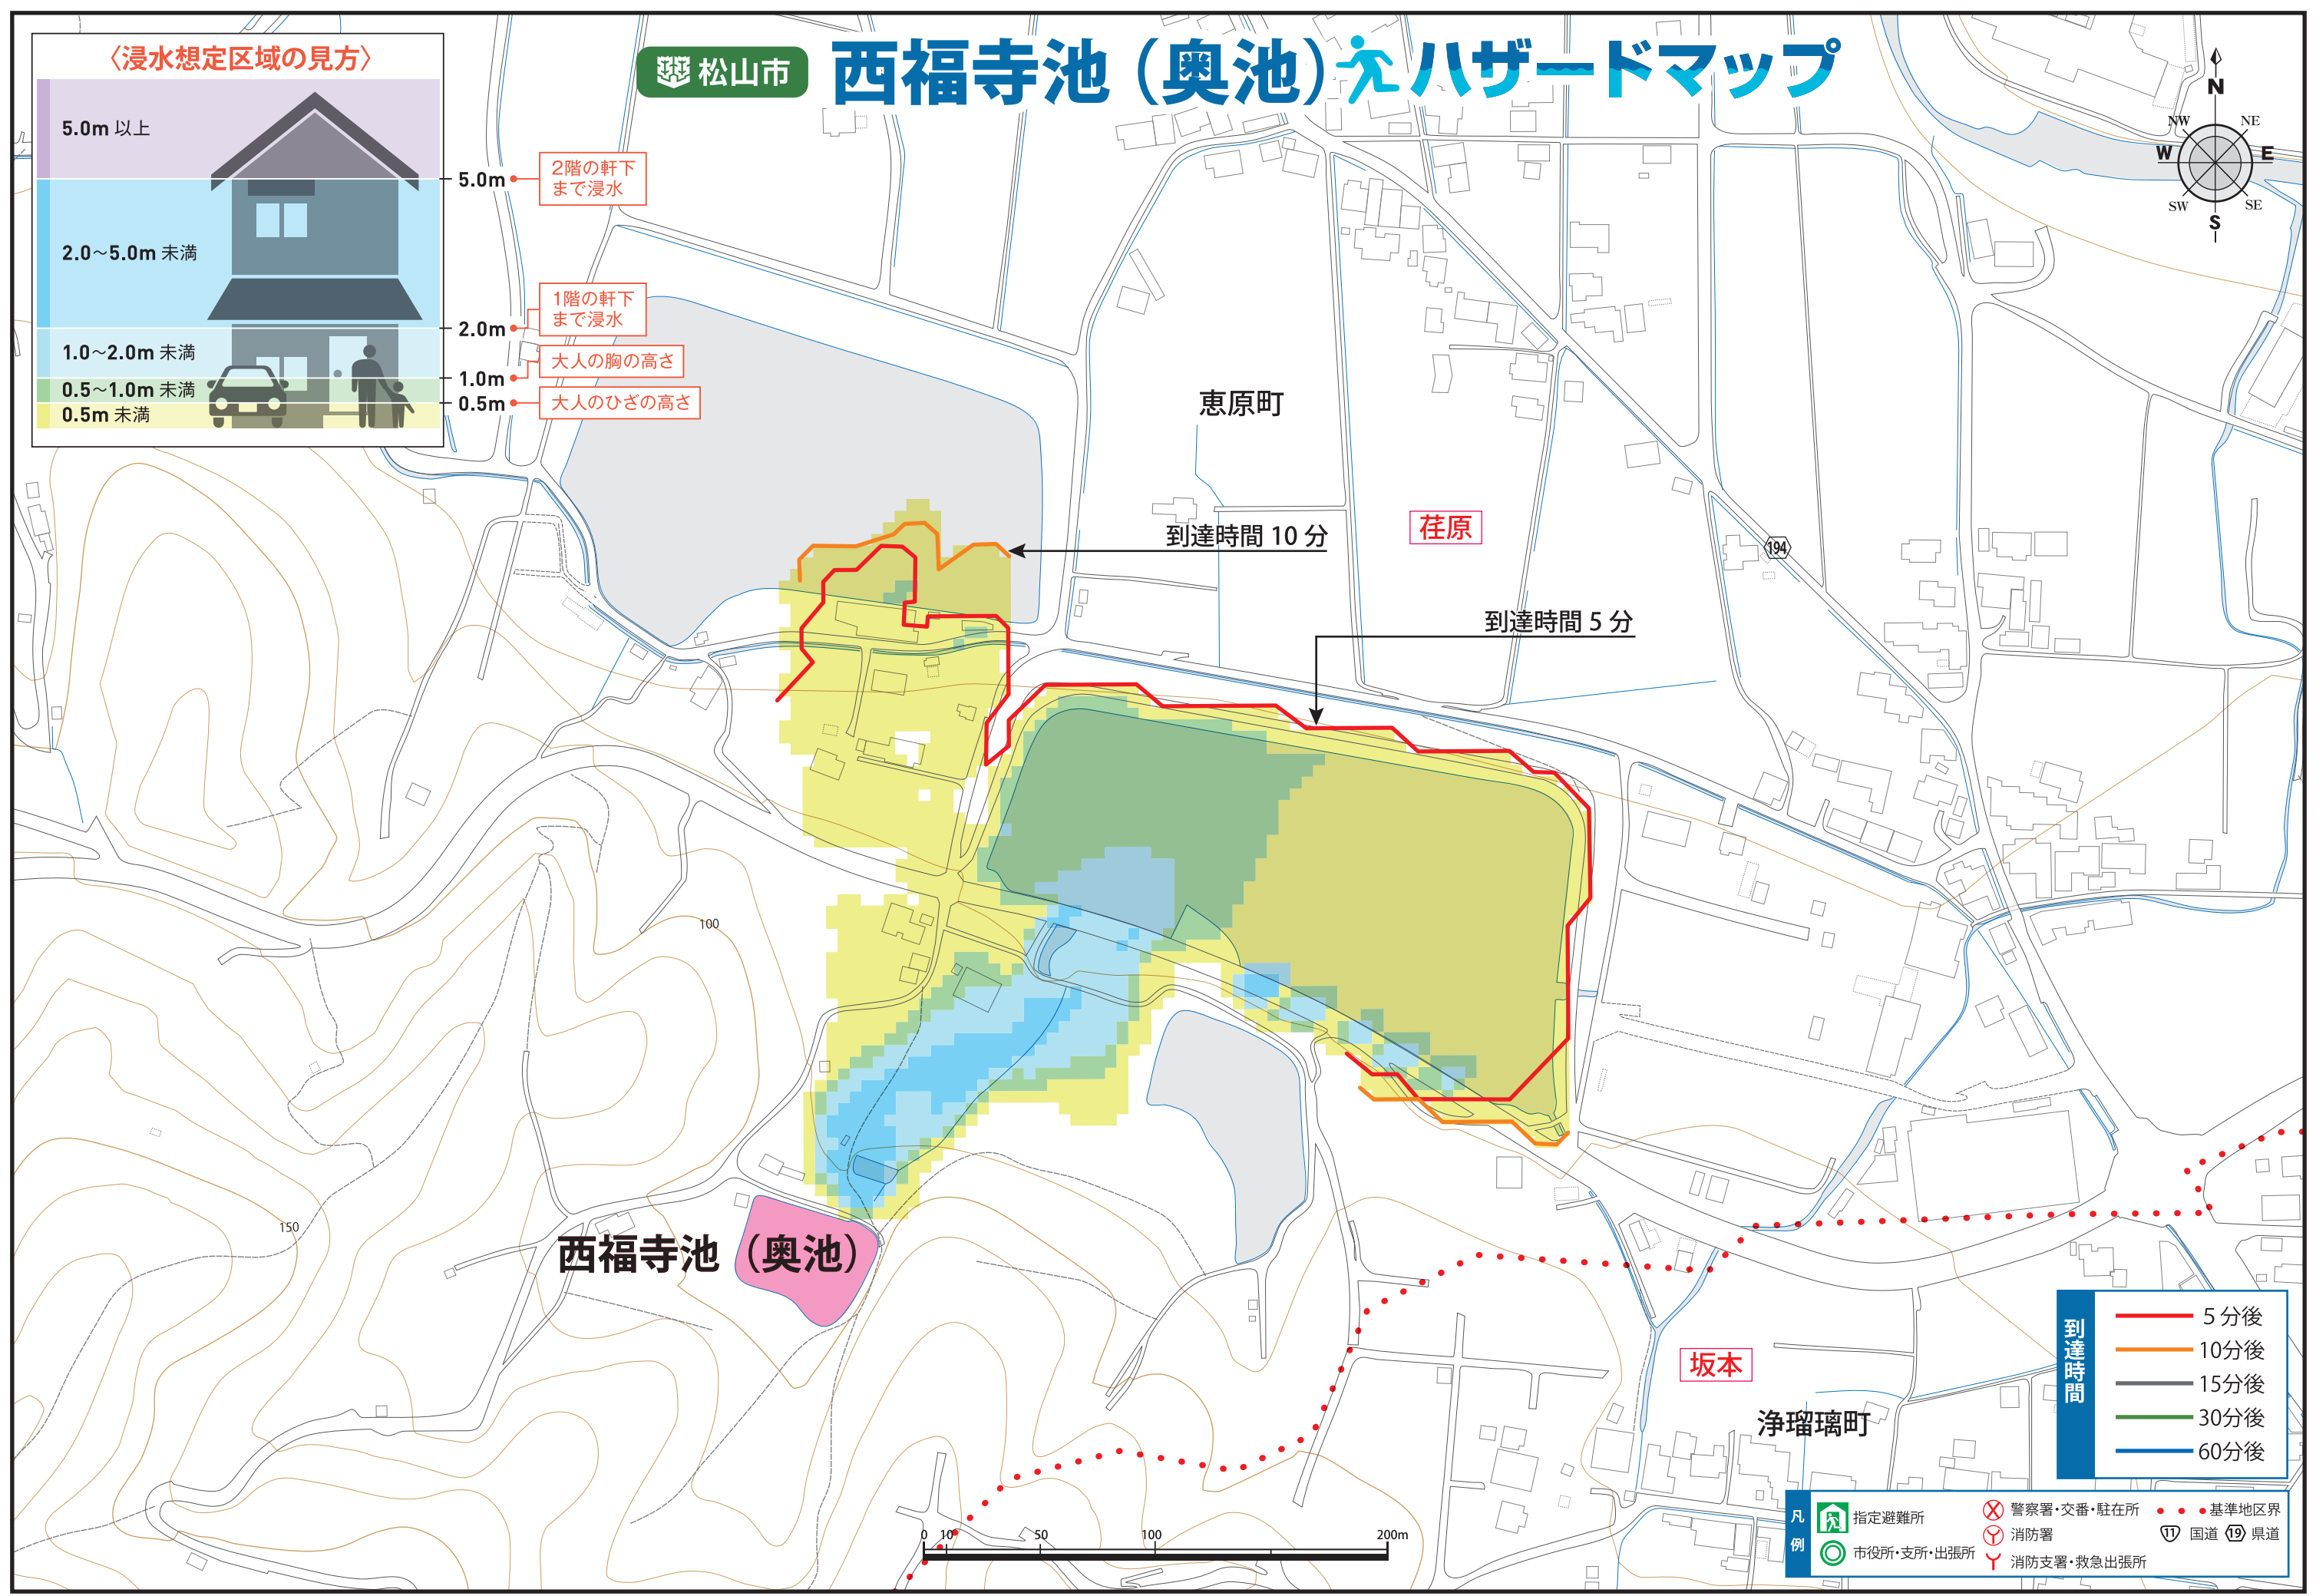 松山市 西福寺池（奥池）ハザードマップ
〈浸水想定区域の見方〉
5.0m 以上
2.0～5.0m 未満
1.0～2.0m 未満
0.5～1.0m 未満
0.5m 未満
5.0m
2階の軒下
まで浸水
2.0m
1階の軒下
まで浸水
1.0m
大人の胸の高さ
0.5m
大人のひざの高さ
N
NW
NE
W
E
SW
SE
S
恵原町
荏原
到達時間 10 分
194
到達時間 5 分
100
150
西福寺池（奥池）
坂本
浄瑠璃町
到達時間
5 分後
10分後
15分後
30分後
60分後
0 10 50 100 200m
凡例
指定避難所
市役所・支所・出張所
警察署・交番・駐在所
消防署
消防支署・救急出張所
基準地区界
11 国道 19 県道